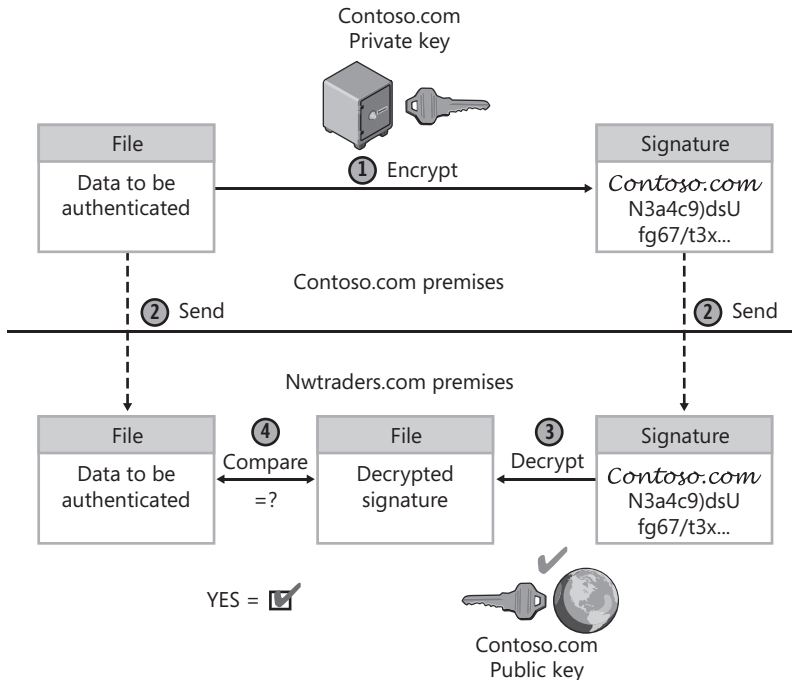 Contoso.com
Private key
File
Data to be
authenticated
1 Encrypt
Signature
Contoso.com
N3a4c9)dsU
fg67/t3x...
Contoso.com premises
2 Send
2 Send
Nwtraders.com premises
File
Data to be
authenticated
4
Compare
=?
File
Decrypted
signature
3
Decrypt
Signature
Contoso.com
N3a4c9)dsU
fg67/t3x...
YES =
Contoso.com
Public key